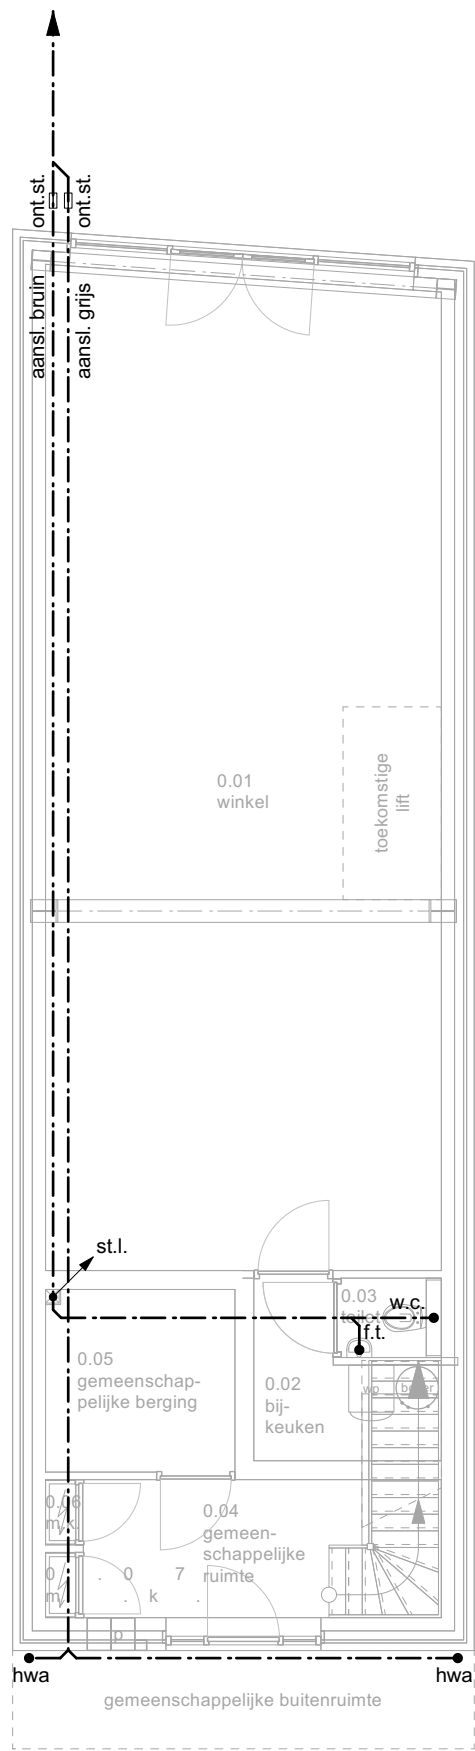 ont.st.
ont.st.
aansl. bruin
aansl. grijs
0.01
winkel
toekomstige
lift
st.l.
0.03
toilet
w.c.
f.t.
0.05
gemeenschap-
pelijke berging
0.02
bij-
keuken
wp
boiler
0.06
m.k.
0.04
gemeen-
schappelijke
ruimte
0.07
m.k.
p
hwa
hwa
gemeenschappelijke buitenruimte